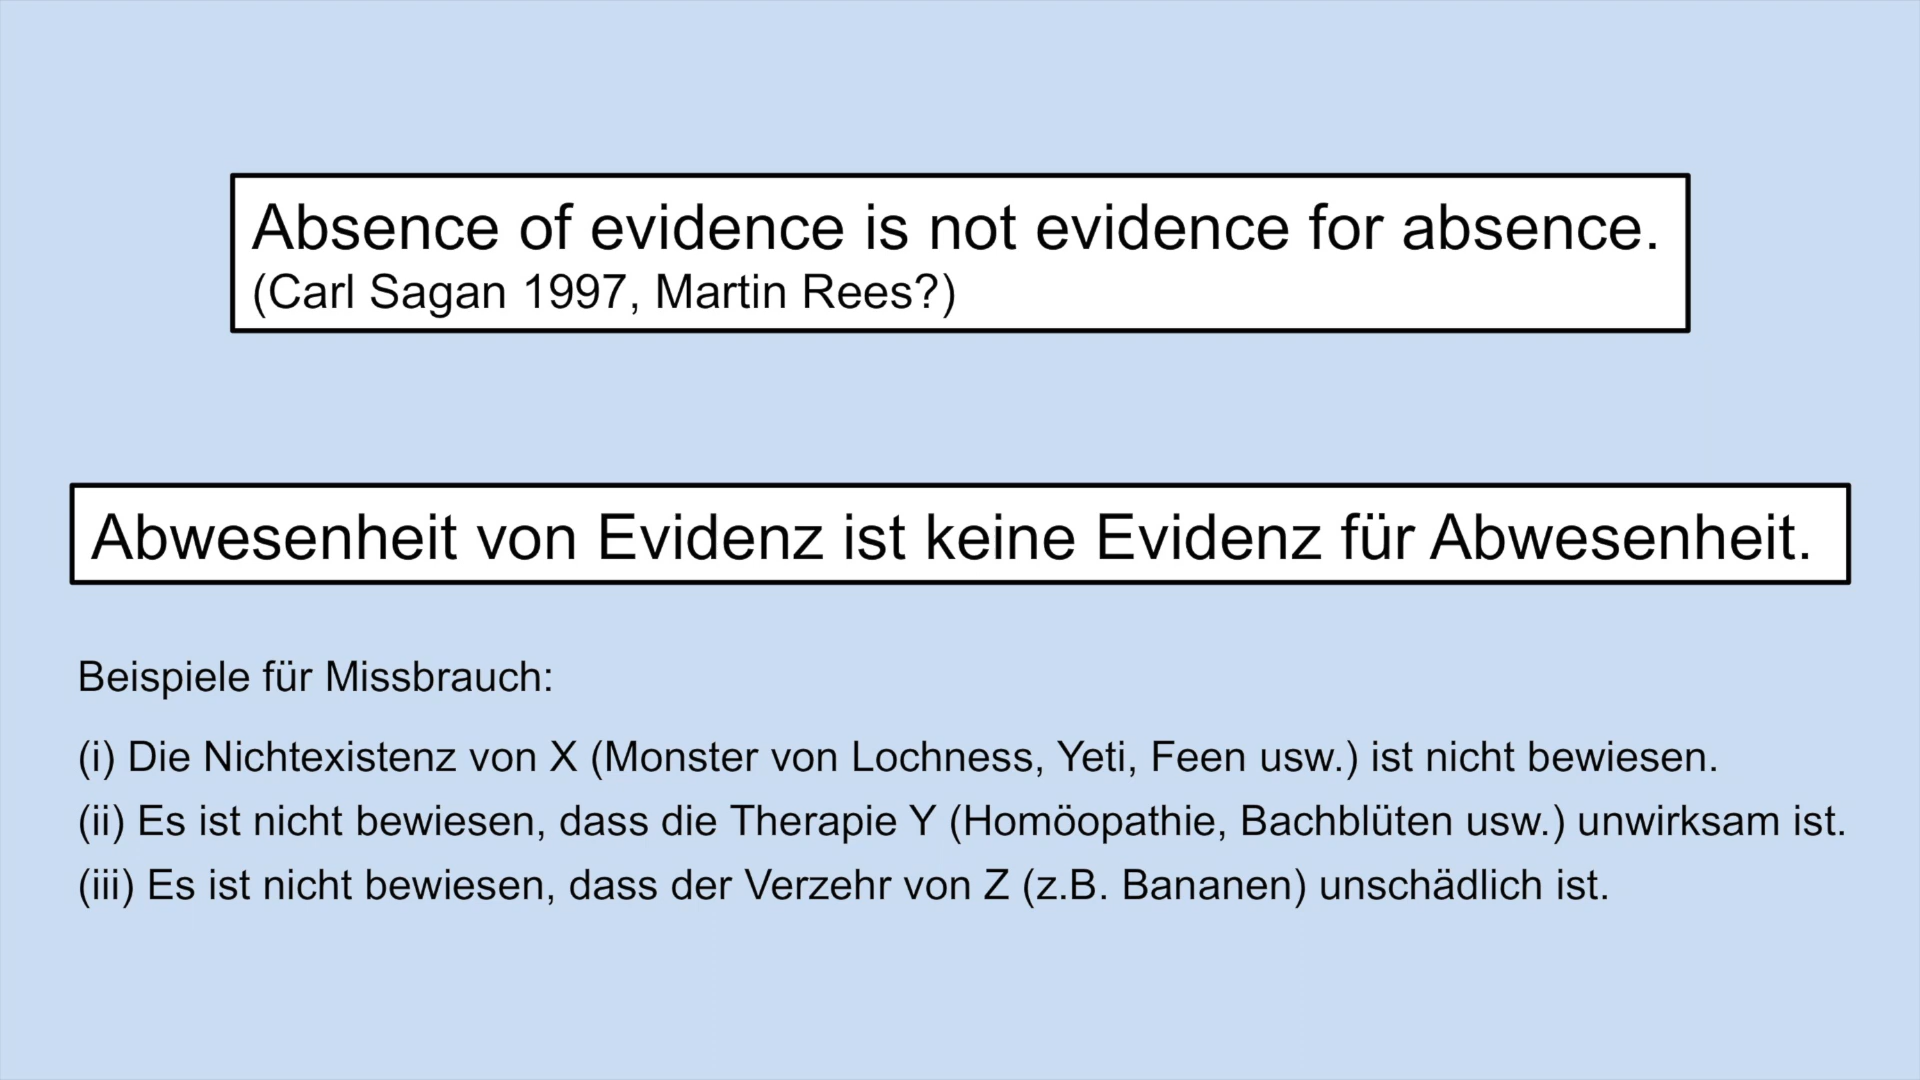 Absence of evidence is not evidence for absence.
(Carl Sagan 1997, Martin Rees?)
Abwesenheit von Evidenz ist keine Evidenz für Abwesenheit.
Beispiele für Missbrauch:
(i) Die Nichtexistenz von X (Monster von Lochness, Yeti, Feen usw.) ist nicht bewiesen.
(ii) Es ist nicht bewiesen, dass die Therapie Y (Homöopathie, Bachblüten usw.) unwirksam ist.
(iii) Es ist nicht bewiesen, dass der Verzehr von Z (z.B. Bananen) unschädlich ist.